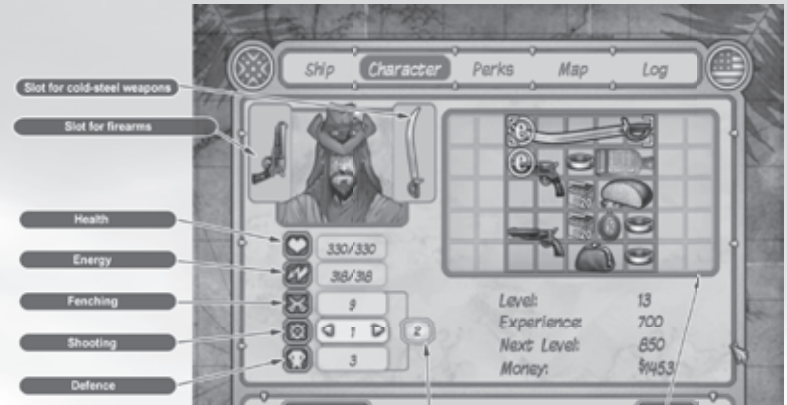 Ship Character Perks Map Log
Slot for cold-steel weapons
Slot for firearms
e
e
Health
330/330
Energy
318/318
Fenching
9
Level: 13
Shooting
1
2
Experience: 700
Next Level: 850
Defence
3
Money: $1453